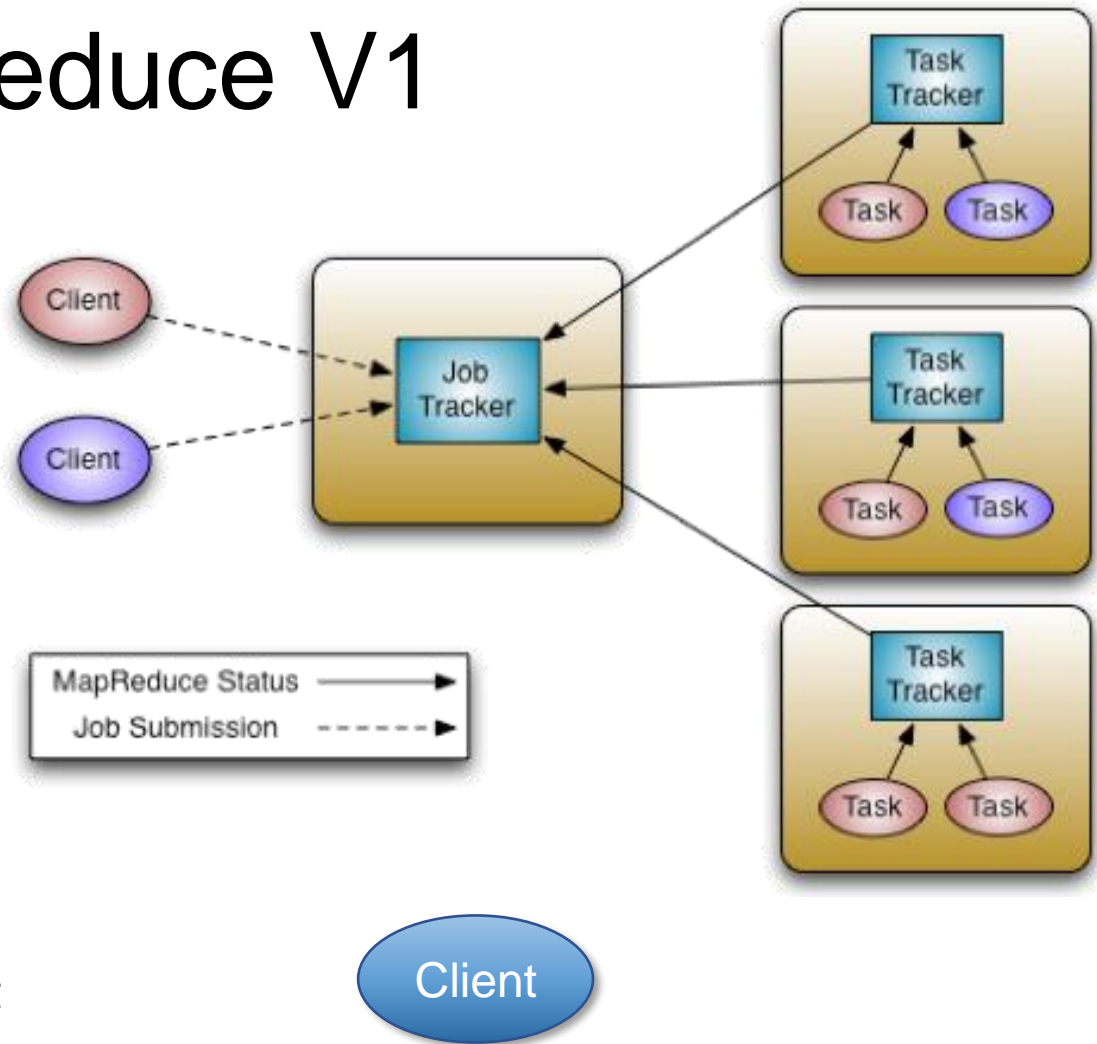 educe V1
Task
Tracker
Task
Task
Client
Job
Tracker
Task
Tracker
Task
Task
Client
MapReduce Status
Job Submission
Task
Tracker
Task
Task
Client